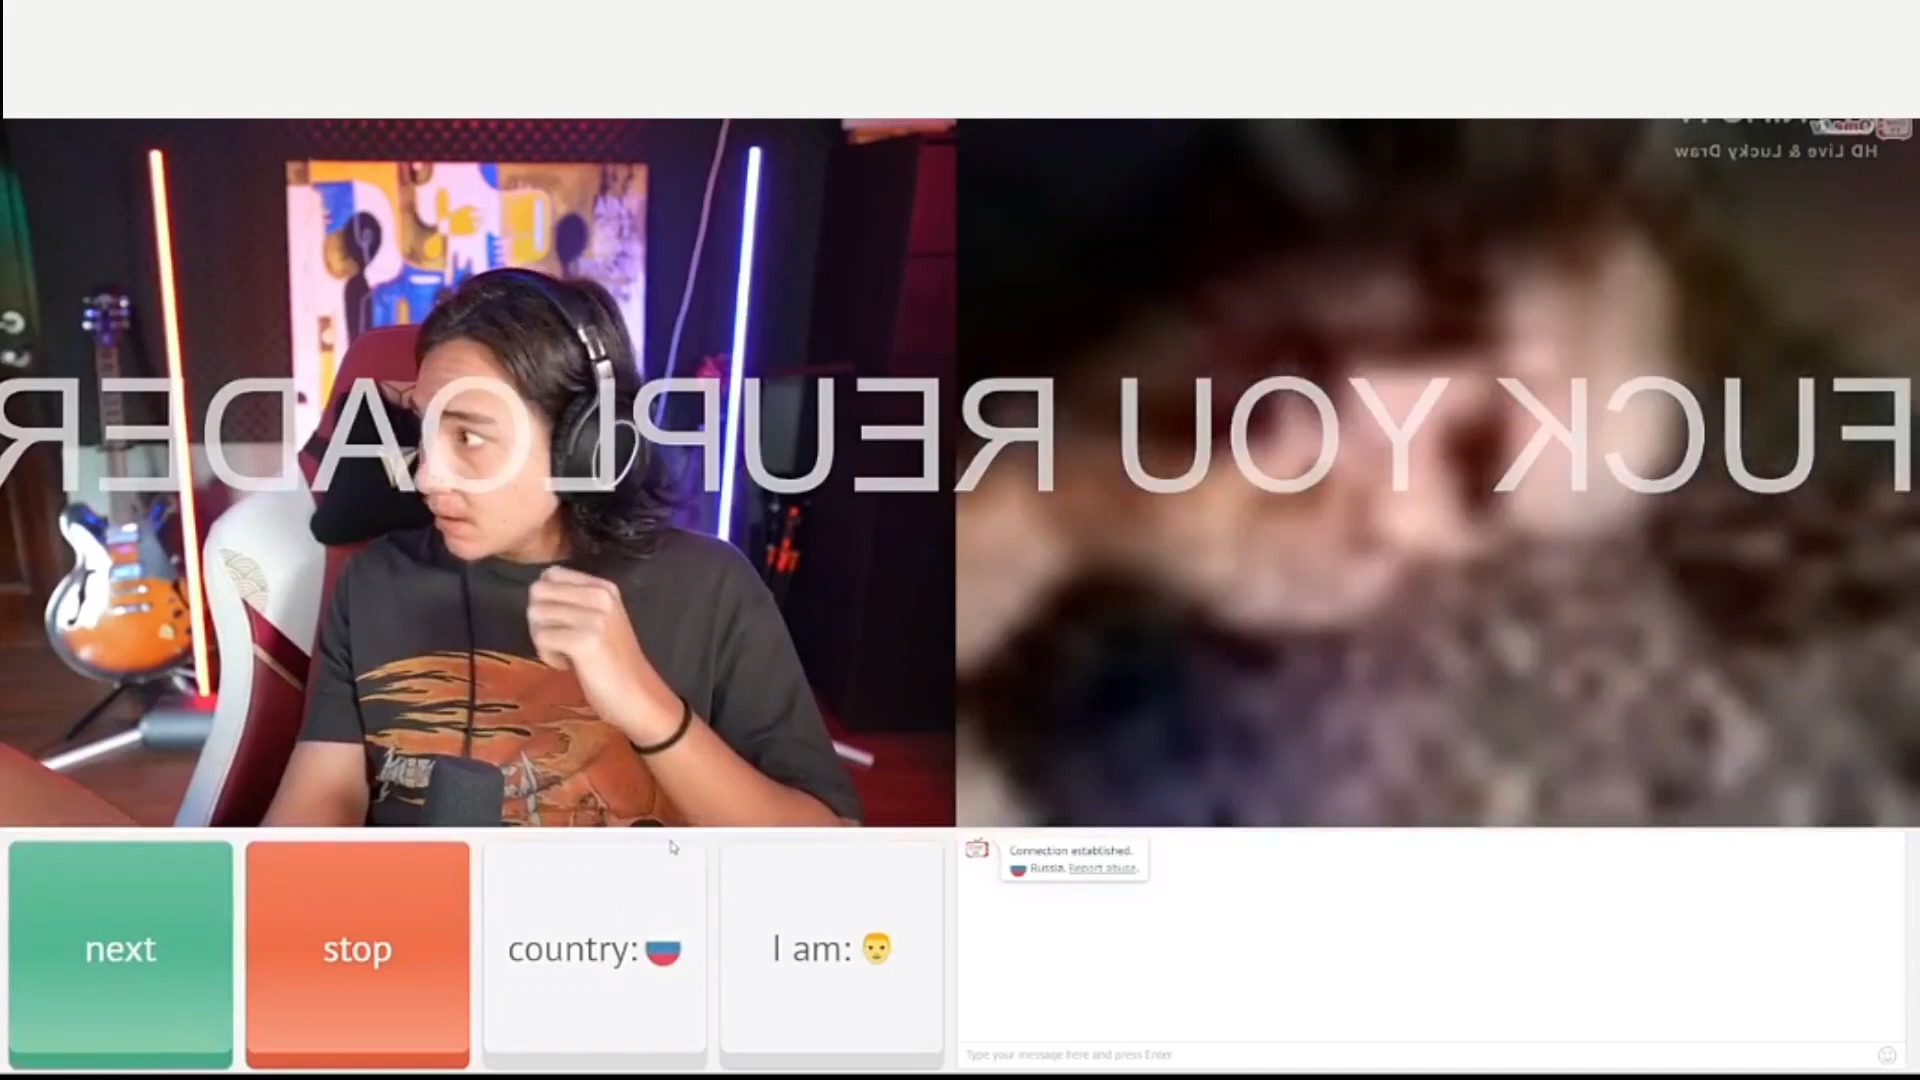 OmeTV
HD Live & Lucky Draw
FUCK YOU REUPLOADER
Connection established.
Russia. Report abuse.
next
stop
country:
I am:
Type your message here and press Enter